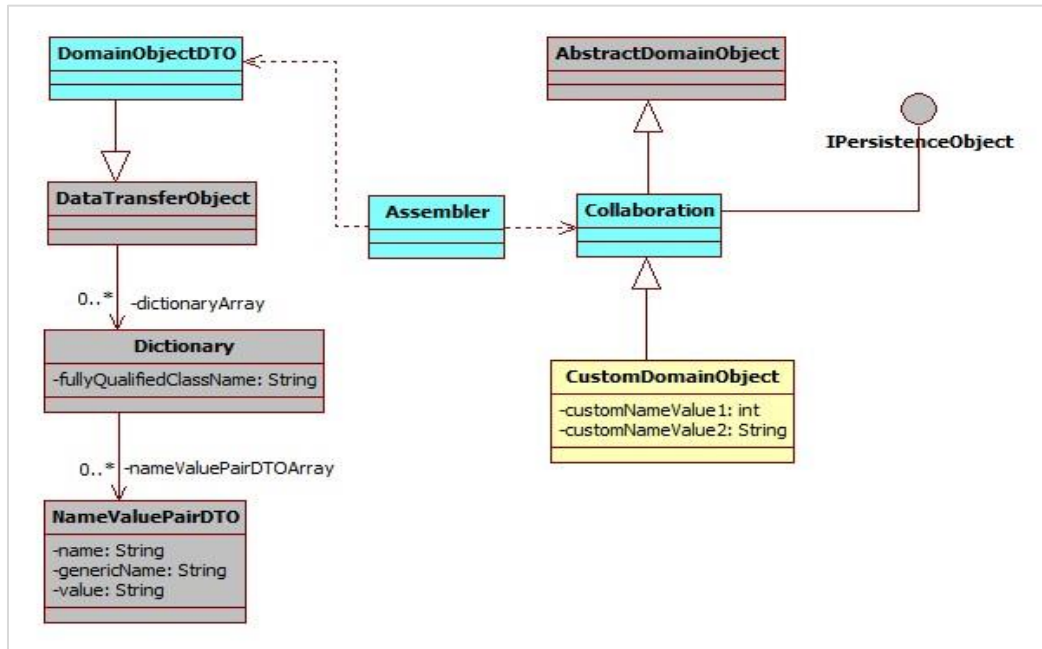 DomainObjectDTO
AbstractDomainObject
IPersistenceObject
DataTransferObject
Assembler
Collaboration
0..*
-dictionaryArray
Dictionary
-fullyQualifiedClassName: String
CustomDomainObject
-customNameValue1: int
-customNameValue2: String
0..*
-nameValuePairDTOArray
NameValuePairDTO
-name: String
-genericName: String
-value: String